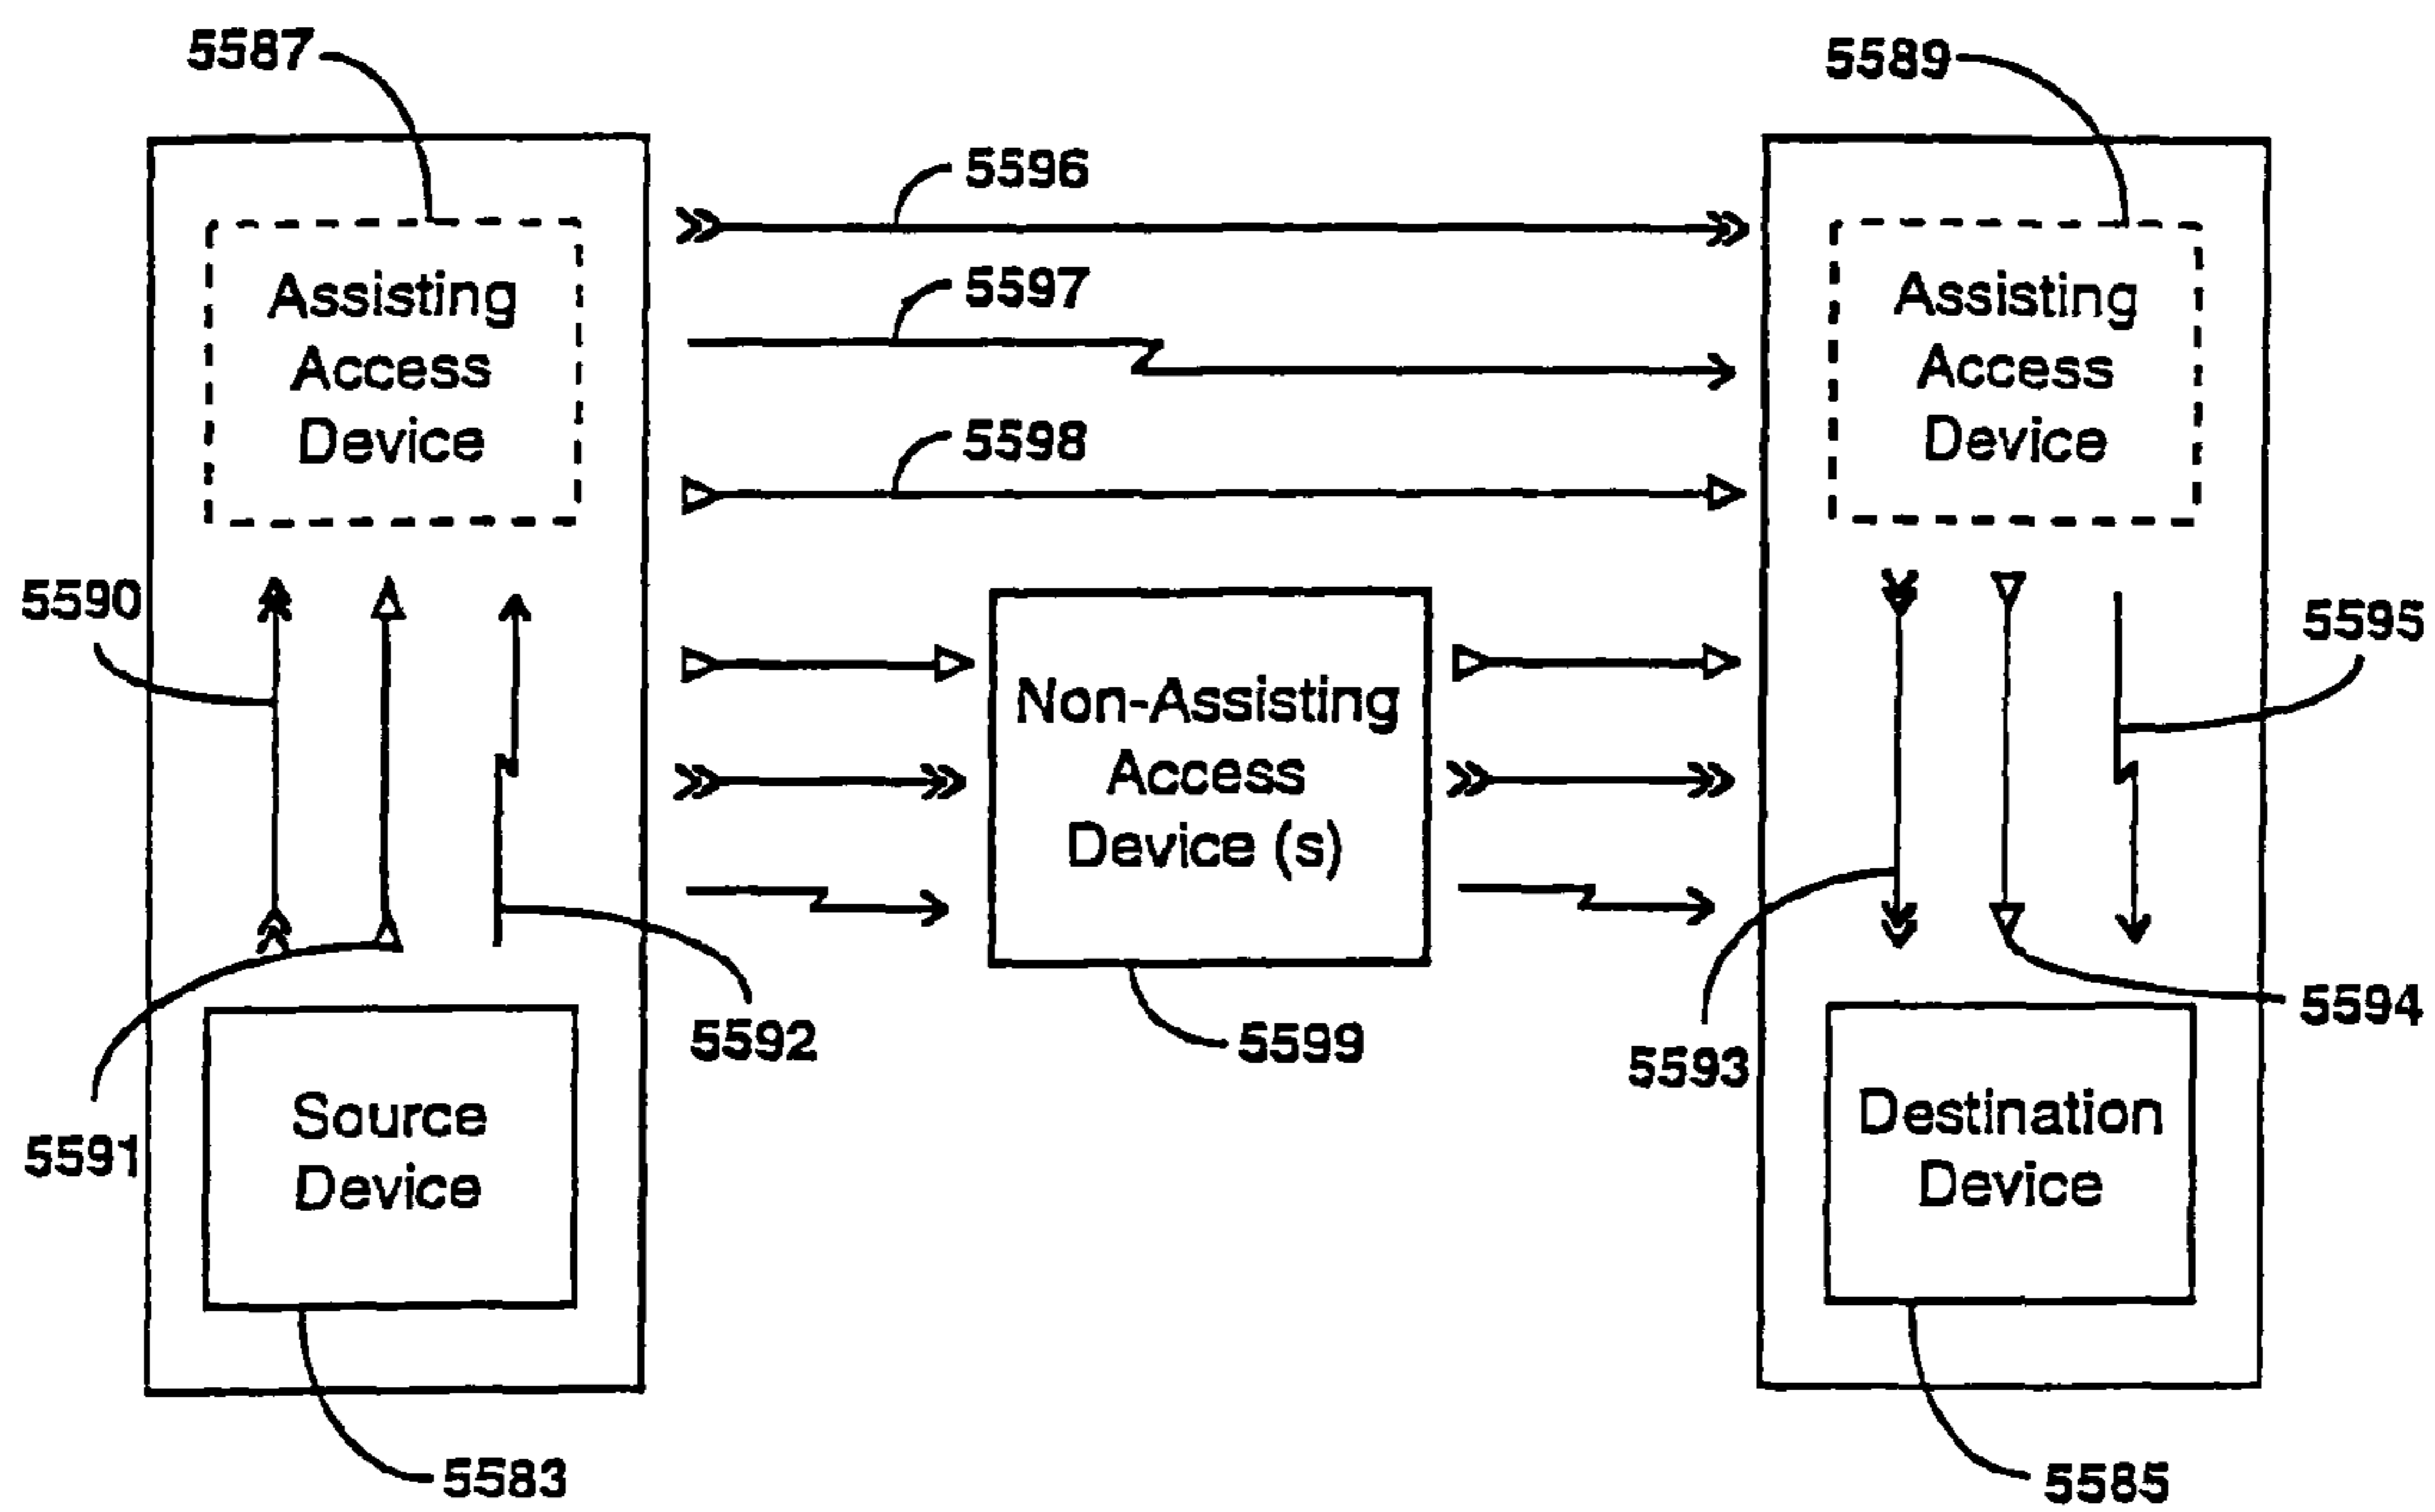 5587
5589
5596
Assisting
Access
Device
5597
5598
Assisting
Access
Device
5590
5595
Non-Assisting
Access
Device (s)
5592
5599
5593
5594
5591
Source
Device
Destination
Device
5583
5585